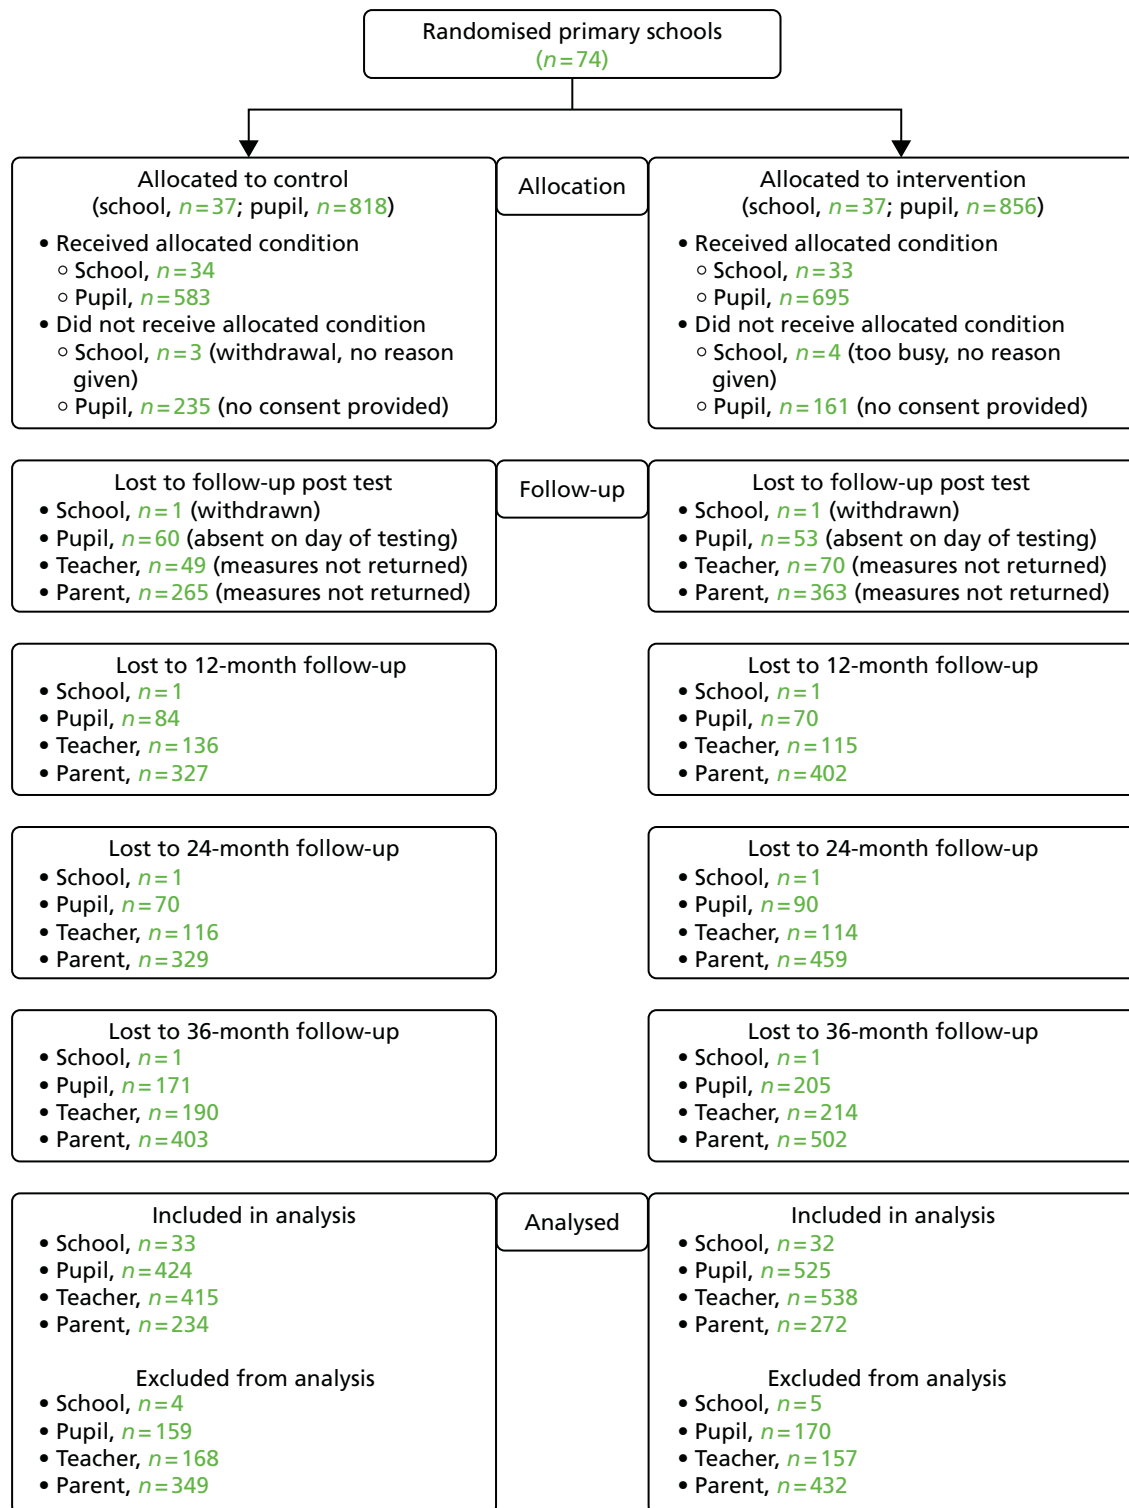 Randomised primary schools
(n=74)
Allocated to control
(school, n=37; pupil, n=818)
• Received allocated condition
○ School, n=34
○ Pupil, n=583
• Did not receive allocated condition
○ School, n=3 (withdrawal, no reason
given)
○ Pupil, n=235 (no consent provided)
Allocation
Allocated to intervention
(school, n=37; pupil, n=856)
• Received allocated condition
○ School, n=33
○ Pupil, n=695
• Did not receive allocated condition
○ School, n=4 (too busy, no reason
given)
○ Pupil, n=161 (no consent provided)
Lost to follow-up post test
• School, n=1 (withdrawn)
• Pupil, n=60 (absent on day of testing)
• Teacher, n=49 (measures not returned)
• Parent, n=265 (measures not returned)
Follow-up
Lost to follow-up post test
• School, n=1 (withdrawn)
• Pupil, n=53 (absent on day of testing)
• Teacher, n=70 (measures not returned)
• Parent, n=363 (measures not returned)
Lost to 12-month follow-up
• School, n=1
• Pupil, n=84
• Teacher, n=136
• Parent, n=327
Lost to 12-month follow-up
• School, n=1
• Pupil, n=70
• Teacher, n=115
• Parent, n=402
Lost to 24-month follow-up
• School, n=1
• Pupil, n=70
• Teacher, n=116
• Parent, n=329
Lost to 24-month follow-up
• School, n=1
• Pupil, n=90
• Teacher, n=114
• Parent, n=459
Lost to 36-month follow-up
• School, n=1
• Pupil, n=171
• Teacher, n=190
• Parent, n=403
Lost to 36-month follow-up
• School, n=1
• Pupil, n=205
• Teacher, n=214
• Parent, n=502
Included in analysis
• School, n=33
• Pupil, n=424
• Teacher, n=415
• Parent, n=234
Excluded from analysis
• School, n=4
• Pupil, n=159
• Teacher, n=168
• Parent, n=349
Analysed
Included in analysis
• School, n=32
• Pupil, n=525
• Teacher, n=538
• Parent, n=272
Excluded from analysis
• School, n=5
• Pupil, n=170
• Teacher, n=157
• Parent, n=432